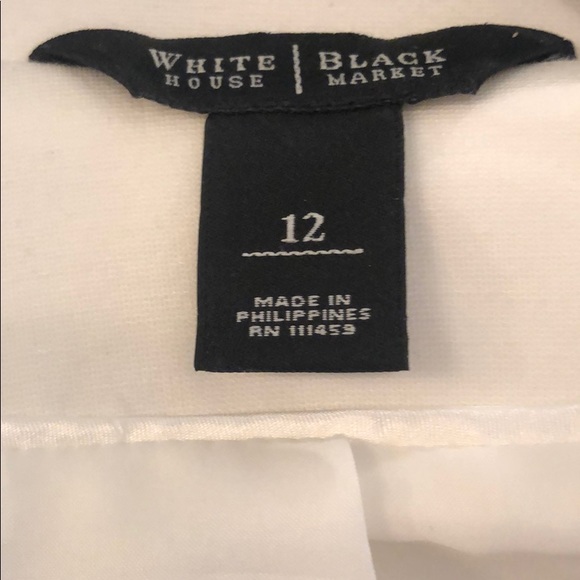 WHITE HOUSE | BLACK MARKET
12
MADE IN
PHILIPPINES
RN 111459